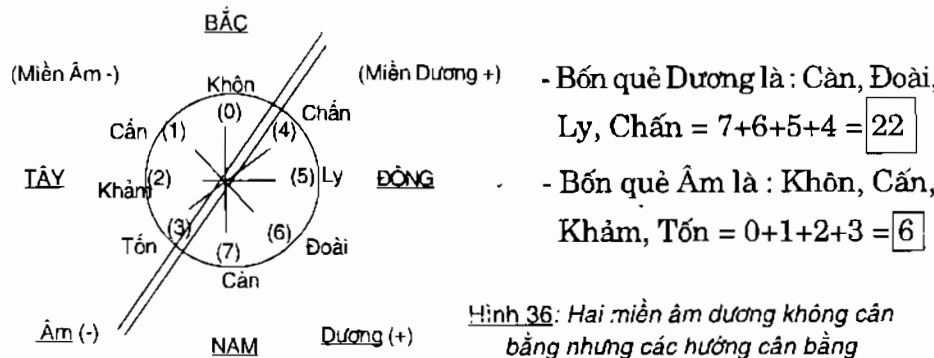 BẮC
(Miền Âm -)
(Miền Dương +)
Khôn
(0)
Chấn
(4)
Cấn
(1)
TÂY
Khảm
(2)
(5)
Ly
ĐÔNG
(3)
Tốn
(6)
Đoài
(7)
Càn
Âm (-)
NAM
Dương (+)
- Bốn quẻ Dương là : Càn, Đoài,
Ly, Chấn = 7+6+5+4 = 22
- Bốn quẻ Âm là : Khôn, Cấn,
Khảm, Tốn = 0+1+2+3 = 6
Hình 36: Hai miền âm dương không cân
bằng nhưng các hướng cân bằng